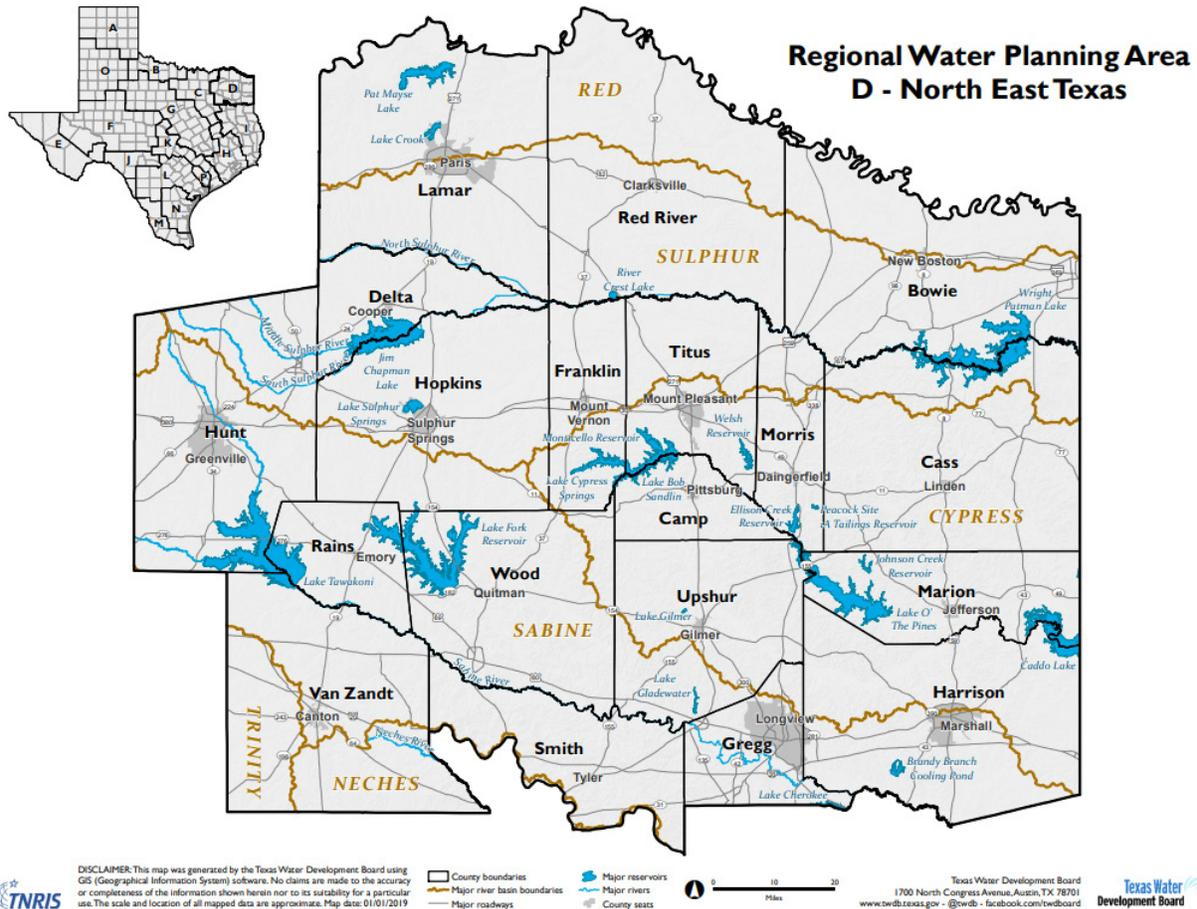 Regional Water Planning Area
D - North East Texas
A
O
B
C
D
G
F
E
I
K
H
J
L
P
N
M
RED
Pat Mayse
Lake
Lake Crook
Paris
Lamar
Clarksville
Red River
SULPHUR
North Sulphur River
River
Crest Lake
New Boston
Bowie
Wright
Patman Lake
Delta
Cooper
Middle Sulphur River
South Sulphur River
Jim
Chapman
Lake
Hopkins
Lake Sulphur
Springs
Sulphur
Springs
Franklin
Mount
Vernon
Titus
Mount Pleasant
Welsh
Reservoir
Morris
Daingerfield
Monticello Reservoir
Lake Cypress
Springs
Lake Bob
Sandlin
Pittsburg
Camp
Ellison Creek
Reservoir
Peacock Site
1A Tailings Reservoir
Cass
Linden
CYPRESS
Hunt
Greenville
Rains
Emory
Lake Tawakoni
Lake Fork
Reservoir
Wood
Quitman
SABINE
Sabine River
Upshur
Lake Gilmer
Gilmer
Johnson Creek
Reservoir
Marion
Jefferson
Lake O'
The Pines
Caddo Lake
Lake
Gladewater
Van Zandt
Canton
TRINITY
NECHES
Neches River
Smith
Tyler
Longview
Gregg
Lake Cherokee
Harrison
Marshall
Brandy Branch
Cooling Pond
TNRIS
DISCLAIMER: This map was generated by the Texas Water Development Board using
GIS (Geographical Information System) software. No claims are made to the accuracy
or completeness of the information shown herein nor to its suitability for a particular
use. The scale and location of all mapped data are approximate. Map date: 01/01/2019
County boundaries
Major river basin boundaries
Major roadways
Major reservoirs
Major rivers
County seats
0 10 20
Miles
Texas Water Development Board
1700 North Congress Avenue, Austin, TX 78701
www.twdb.texas.gov - @twdb - facebook.com/twdboard
Texas Water
Development Board